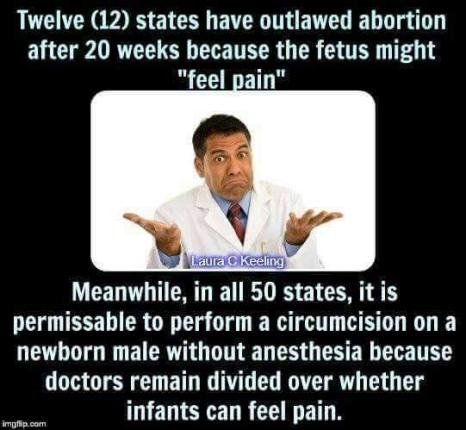 Twelve (12) states have outlawed abortion
after 20 weeks because the fetus might
"feel pain"
Laura C Keeling
Meanwhile, in all 50 states, it is
permissable to perform a circumcision on a
newborn male without anesthesia because
doctors remain divided over whether
infants can feel pain.
imgflip.com